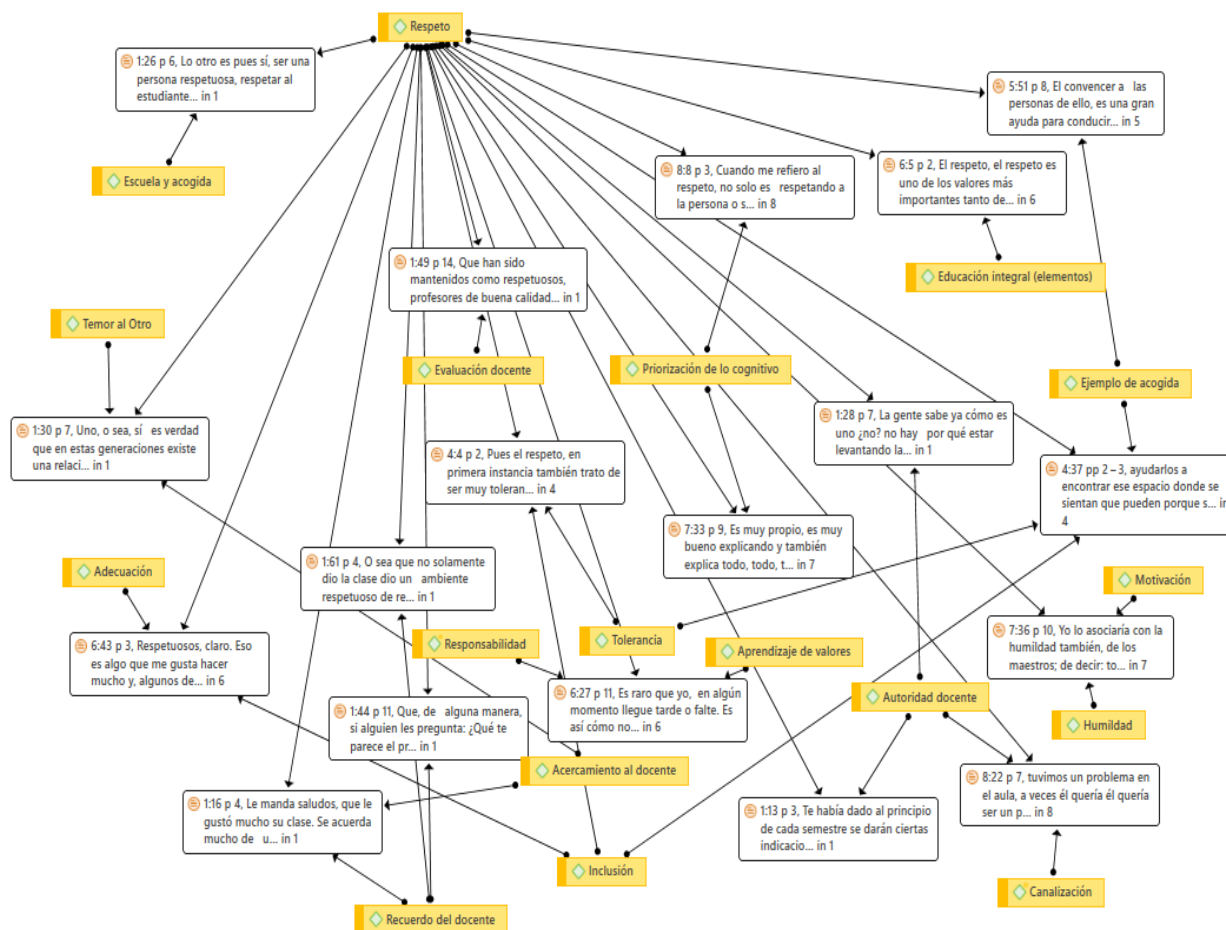 Respeto
1:26 p 6, Lo otro es pues sí, ser una
persona respetuosa, respetar al
estudiante... in 1
5:51 p 8, El convencer a las
personas de ello, es una gran
ayuda para conducir... in 5
Escuela y acogida
8:8 p 3, Cuando me refiero al
respeto, no solo es respetando a
la persona o s... in 8
6:5 p 2, El respeto, el respeto es
uno de los valores más
importantes tanto de... in 6
1:49 p 14, Que han sido
mantenidos como respetuosos,
profesores de buena calidad... in 1
Educación integral (elementos)
Temor al Otro
Evaluación docente
Priorización de lo cognitivo
Ejemplo de acogida
1:30 p 7, Uno, o sea, sí es verdad
que en estas generaciones existe
una relaci... in 1
1:28 p 7, La gente sabe ya cómo es
uno ¿no? no hay por qué estar
levantando la... in 1
4:4 p 2, Pues el respeto, en
primera instancia también trato de
ser muy toleran... in 4
4:37 pp 2 – 3, ayudarlos a
encontrar ese espacio donde se
sientan que pueden porque s... in
4
7:33 p 9, Es muy propio, es muy
bueno explicando y también
explica todo, todo, t... in 7
1:61 p 4, O sea que no solamente
dio la clase dio un ambiente
respetuoso de re... in 1
Adecuación
Motivación
6:43 p 3, Respetuosos, claro. Eso
es algo que me gusta hacer
mucho y, algunos de... in 6
Responsabilidad
Tolerancia
Aprendizaje de valores
7:36 p 10, Yo lo asociaría con la
humildad también, de los
maestros; de decir: to... in 7
1:44 p 11, Que, de alguna manera,
si alguien les pregunta: ¿Qué te
parece el pr... in 1
6:27 p 11, Es raro que yo, en algún
momento llegue tarde o falte. Es
así cómo no... in 6
Autoridad docente
Humildad
Acercamiento al docente
1:16 p 4, Le manda saludos, que le
gustó mucho su clase. Se acuerda
mucho de u... in 1
1:13 p 3, Te había dado al principio
de cada semestre se darán ciertas
indicacio... in 1
8:22 p 7, tuvimos un problema en
el aula, a veces él quería él quería
ser un p... in 8
Inclusión
Canalización
Recuerdo del docente